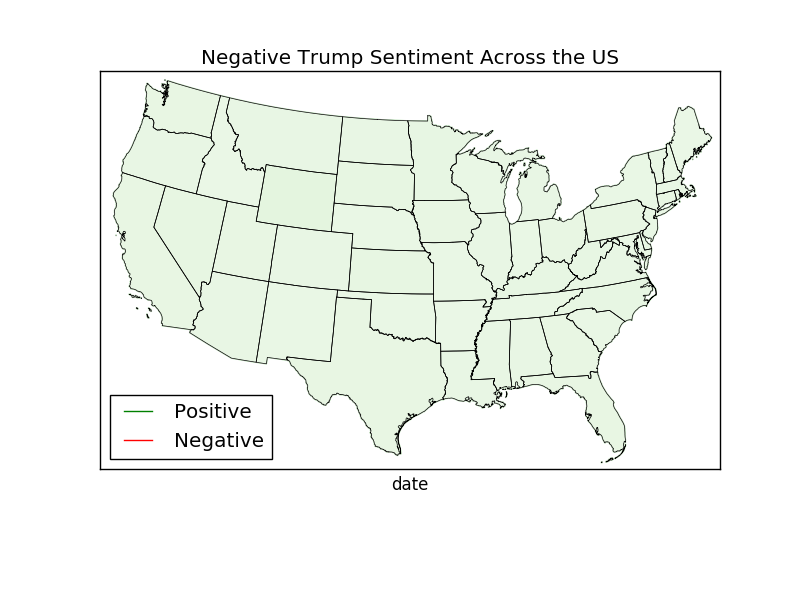 Negative Trump Sentiment Across the US
Positive
Negative
date